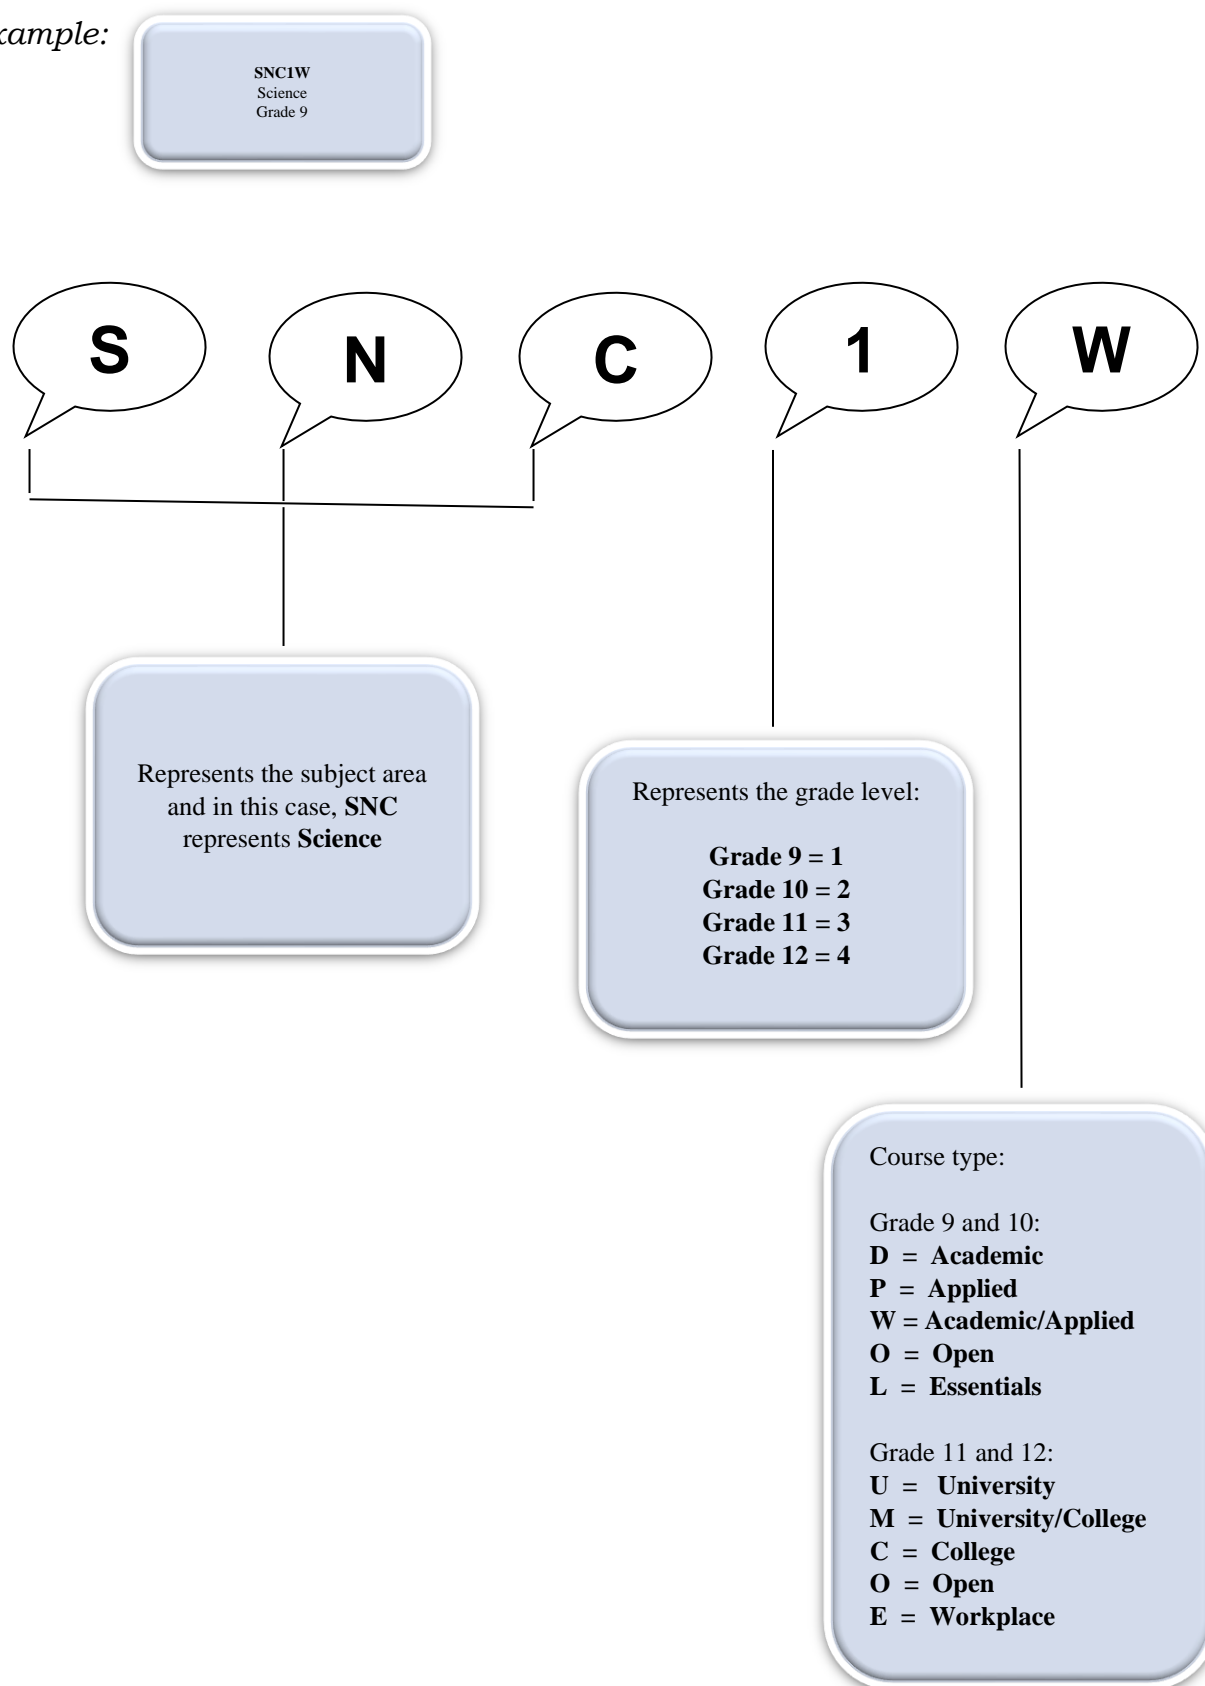 xample:
SNC1W
Science
Grade 9
S N C 1 W
Represents the subject area
and in this case, SNC
represents Science
Represents the grade level:
Grade 9 = 1
Grade 10 = 2
Grade 11 = 3
Grade 12 = 4
Course type:
Grade 9 and 10:
D = Academic
P = Applied
W = Academic/Applied
O = Open
L = Essentials
Grade 11 and 12:
U = University
M = University/College
C = College
O = Open
E = Workplace